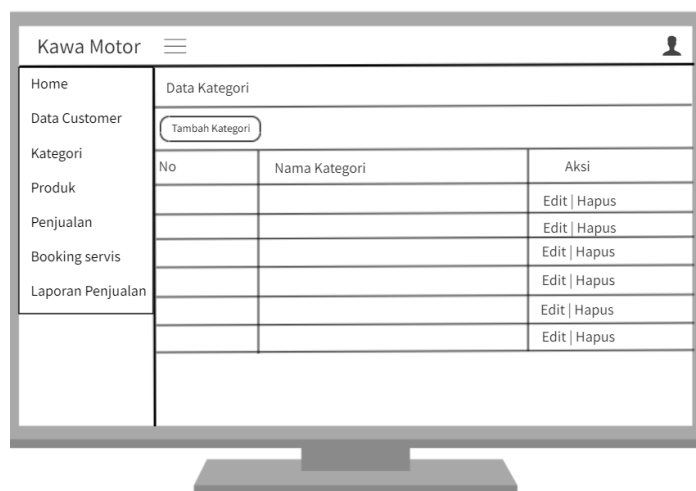 Kawa Motor
Home
Data Customer
Kategori
Produk
Penjualan
Booking servis
Laporan Penjualan
Data Kategori
Tambah Kategori
No Nama Kategori Aksi
Edit | Hapus
Edit | Hapus
Edit | Hapus
Edit | Hapus
Edit | Hapus
Edit | Hapus